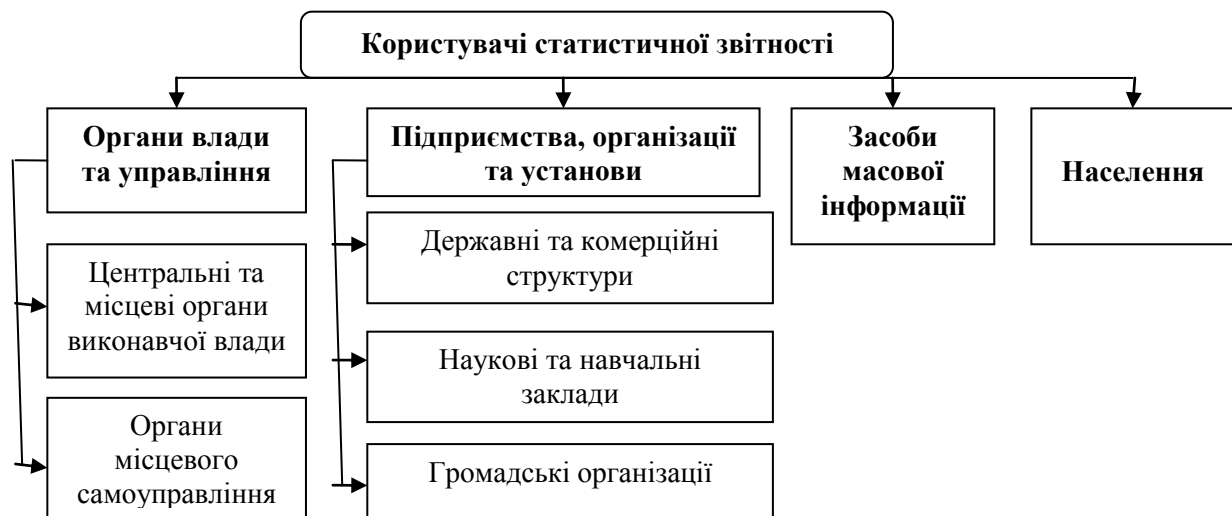 Користувачі статистичної звітності
Органи влади
та управління
Підприємства, організації
та установи
Засоби
масової
інформації
Населення
Центральні та
місцеві органи
виконавчої влади
Органи
місцевого
самоуправління
Державні та комерційні
структури
Наукові та навчальні
заклади
Громадські організації